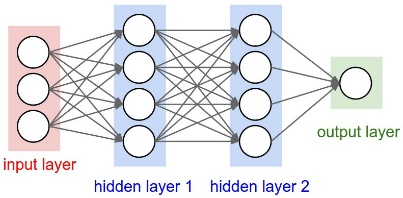 input layer
hidden layer 1
hidden layer 2
output layer